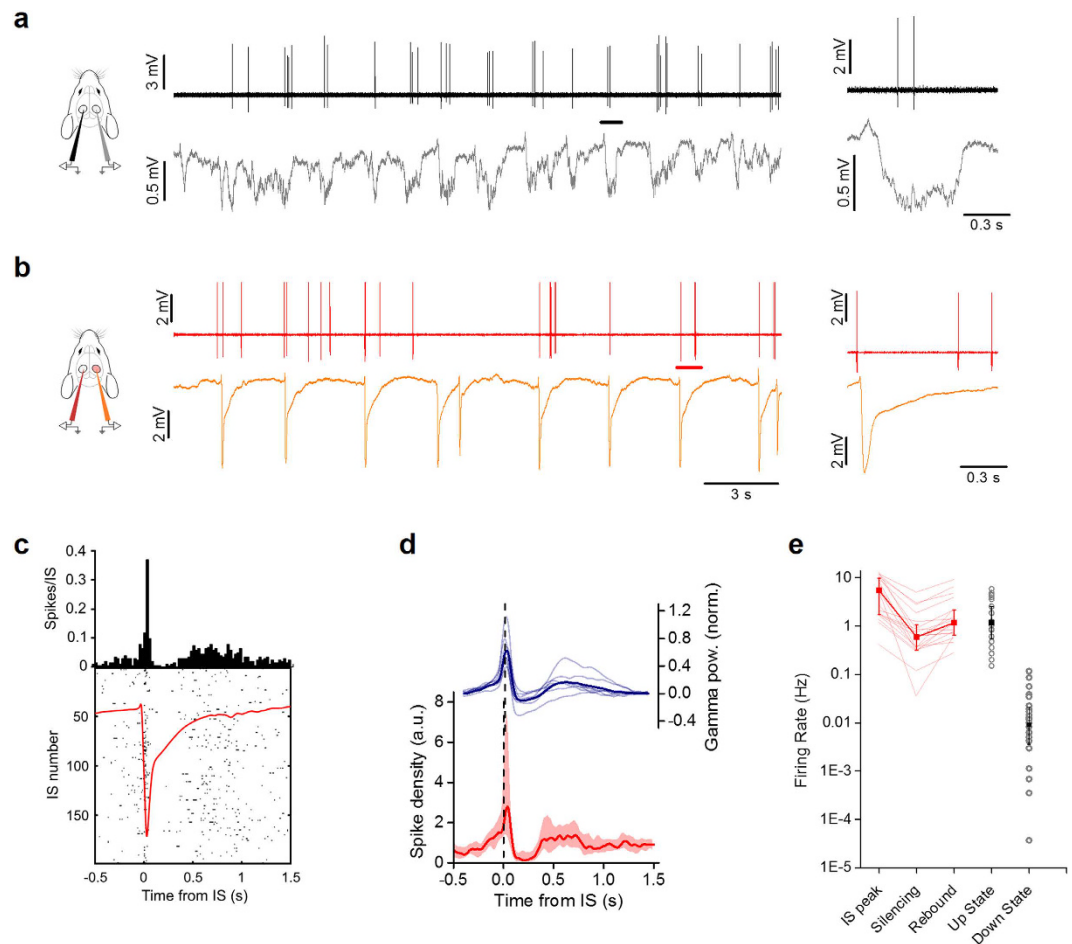 a
3 mV
0.5 mV
2 mV
0.5 mV
0.3 s
b
2 mV
2 mV
3 s
2 mV
2 mV
0.3 s
c
Spikes/IS
0.4
0.3
0.2
0.1
0
IS number
50
100
150
-0.5 0 0.5 1.0 1.5
Time from IS (s)
d
1.2
0.8
0.4
0.0
-0.4
Gamma pow. (norm.)
8
6
4
2
0
Spike density (a.u.)
-0.5 0.0 0.5 1.0 1.5
Time from IS (s)
e
Firing Rate (Hz)
10
1
0.1
0.01
1E-3
1E-4
1E-5
IS peak
Silencing
Rebound
Up State
Down State